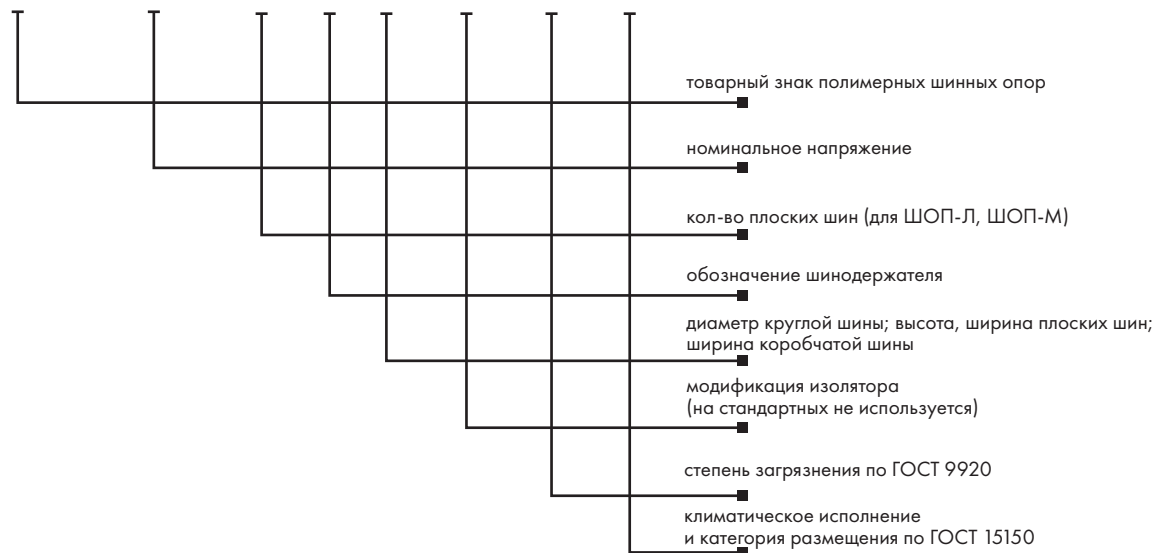 товарный знак полимерных шинных опор
номинальное напряжение
кол-во плоских шин (для ШОП-Л, ШОП-М)
обозначение шинодержателя
диаметр круглой шины; высота, ширина плоских шин;
ширина коробчатой шины
модификация изолятора
(на стандартных не используется)
степень загрязнения по ГОСТ 9920
климатическое исполнение
и категория размещения по ГОСТ 15150